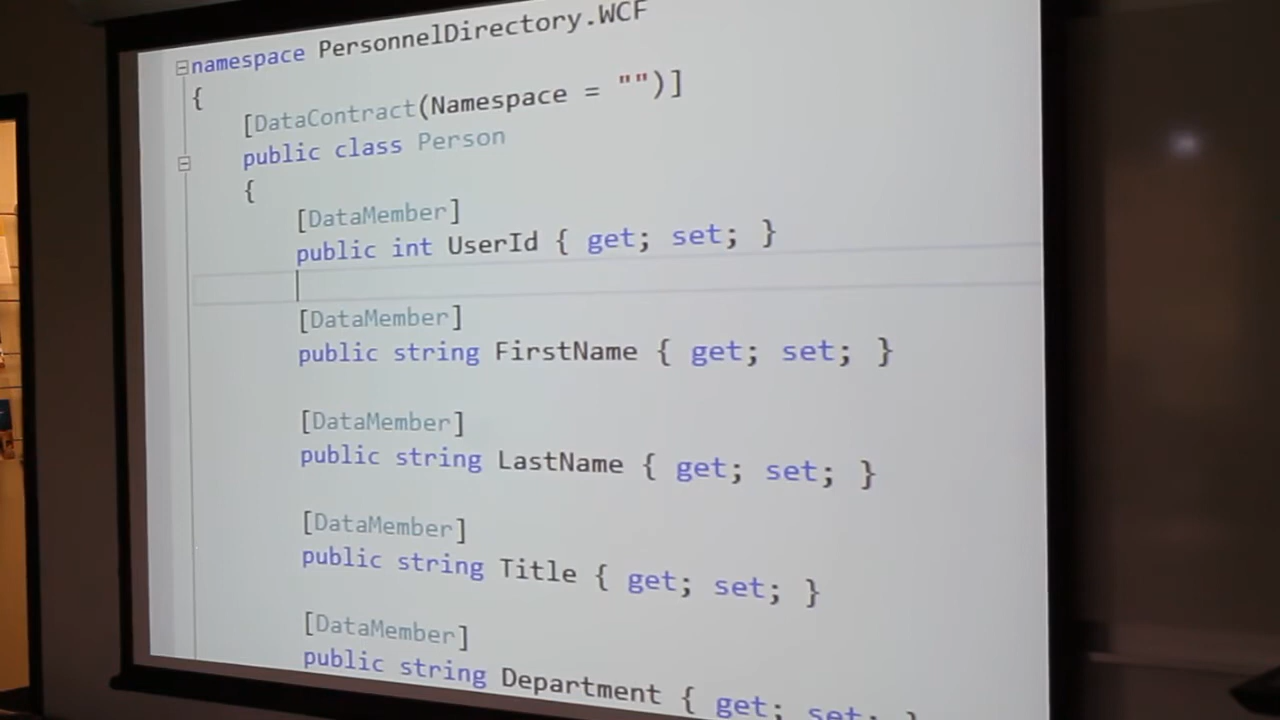 namespace PersonnelDirectory.WCF
{
[DataContract(Namespace = "")]
public class Person
{
[DataMember]
public int UserId { get; set; }
[DataMember]
public string FirstName { get; set; }
[DataMember]
public string LastName { get; set; }
[DataMember]
public string Title { get; set; }
[DataMember]
public string Department { get; set; }